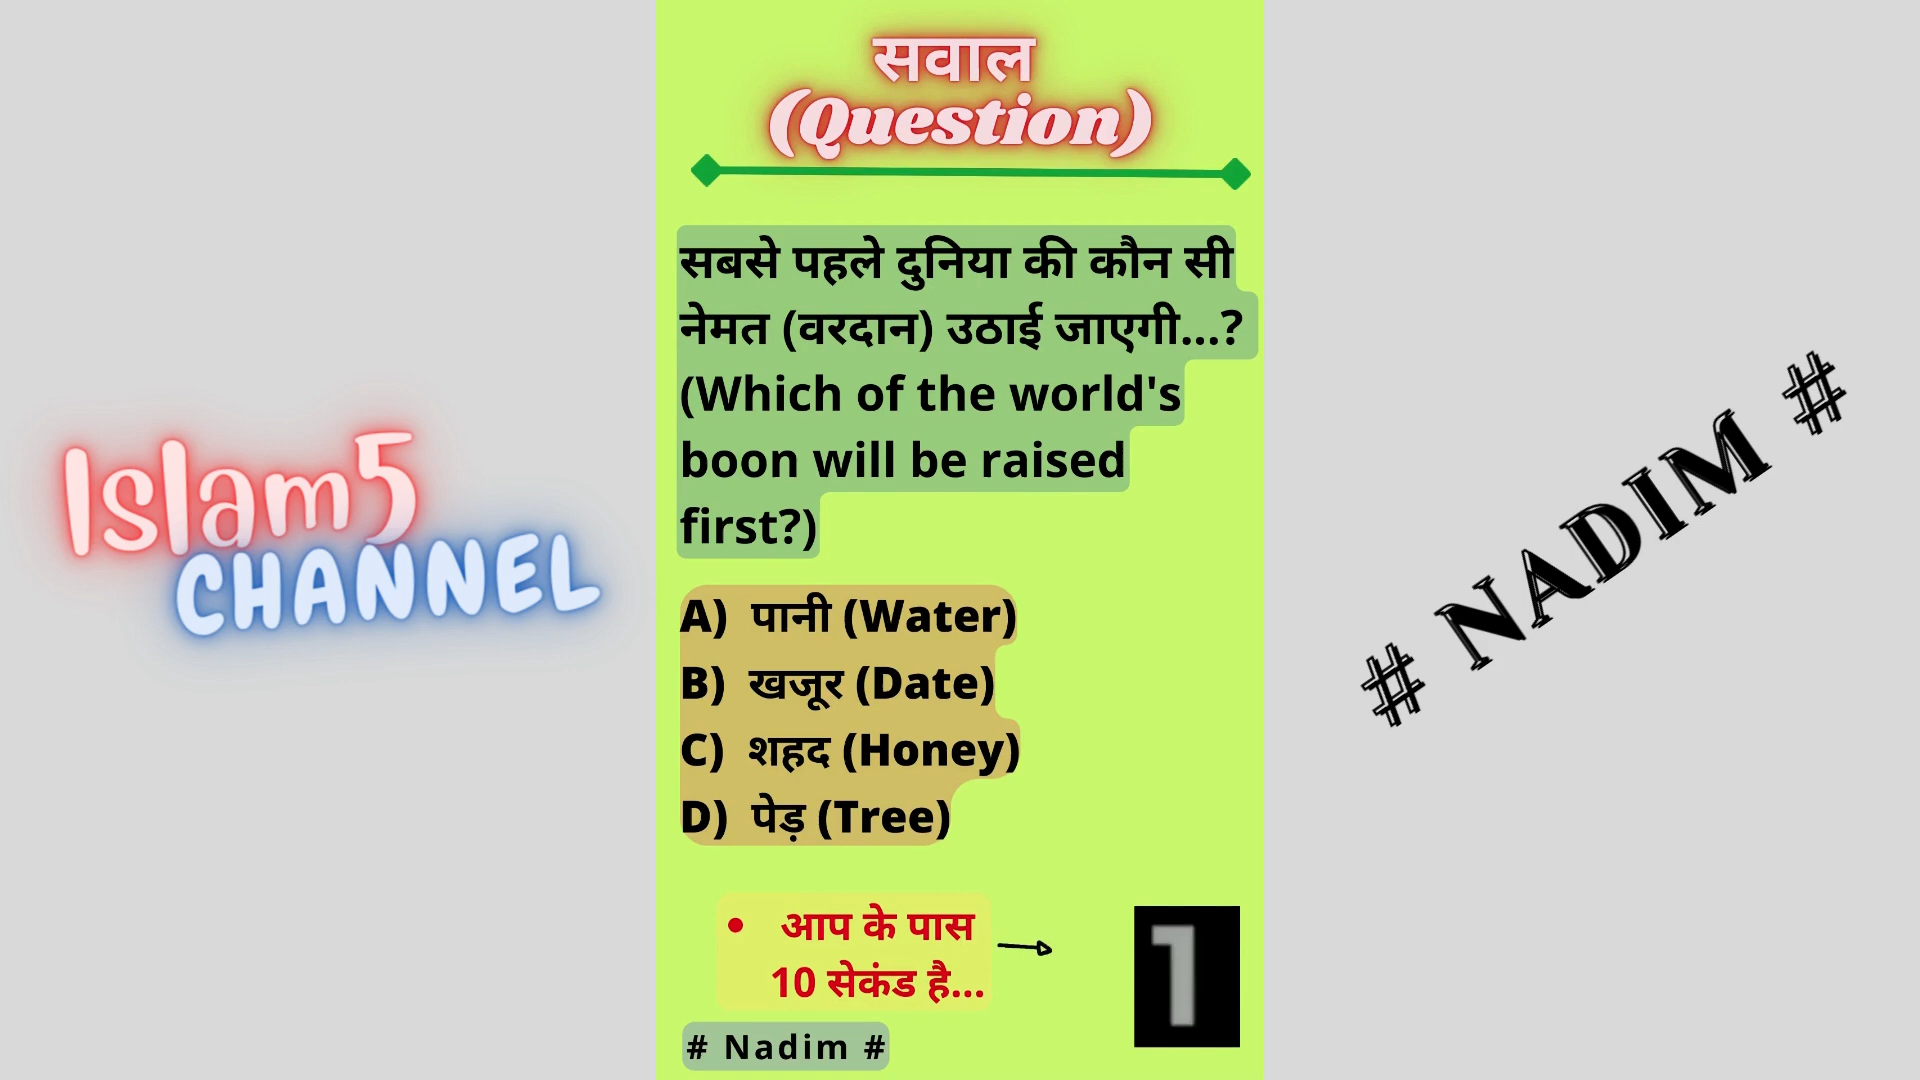 सवाल
(Question)
सबसे पहले दुनिया की कौन सी
नेमत (वरदान) उठाई जाएगी...?
(Which of the world's
boon will be raised
first?)
A) पानी (Water)
B) खजूर (Date)
C) शहद (Honey)
D) पेड़ (Tree)
• आप के पास
10 सेकंड है...
1
# Nadim #
Islam5
CHANNEL
# NADIM #